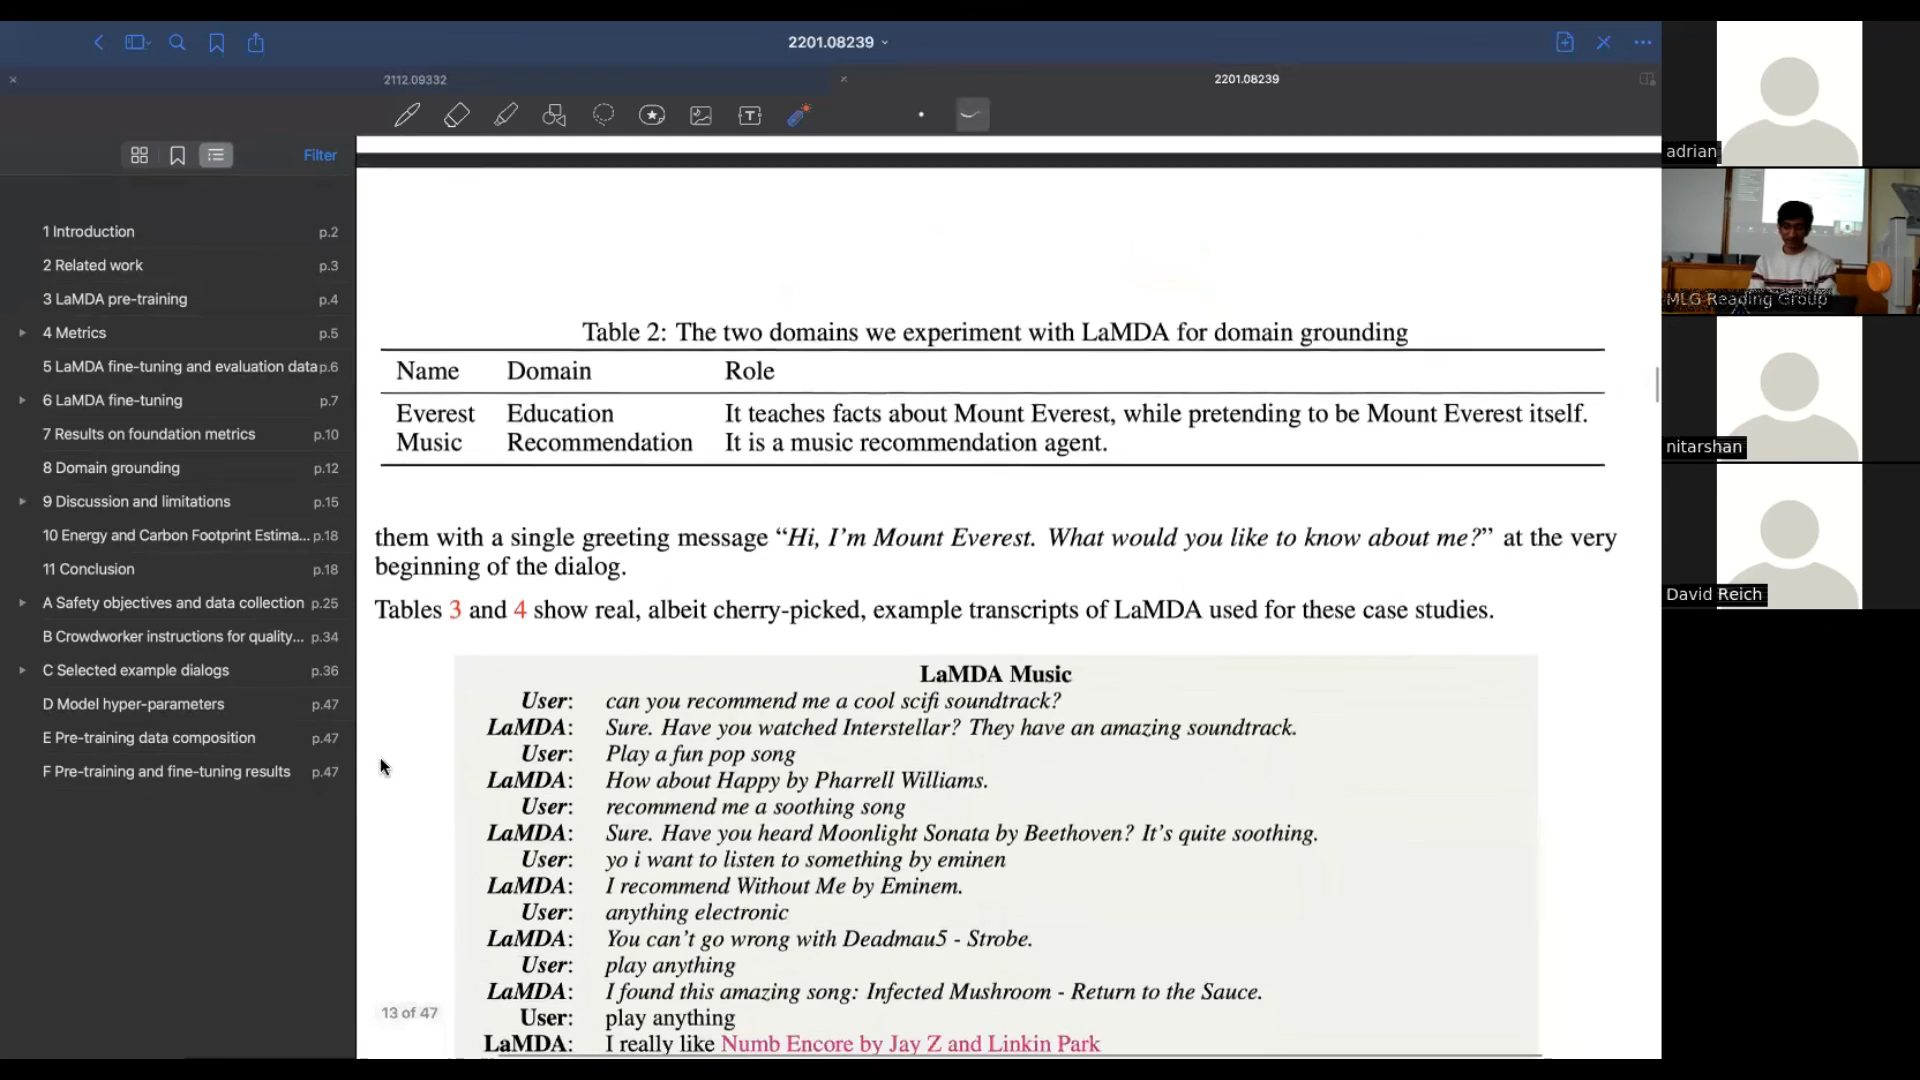 2201.08239
2112.09332
2201.08239
Filter
1 Introduction p.2
2 Related work p.3
3 LaMDA pre-training p.4
4 Metrics p.5
5 LaMDA fine-tuning and evaluation data p.6
6 LaMDA fine-tuning p.7
7 Results on foundation metrics p.10
8 Domain grounding p.12
9 Discussion and limitations p.15
10 Energy and Carbon Footprint Estima... p.18
11 Conclusion p.18
A Safety objectives and data collection p.25
B Crowdworker instructions for quality... p.34
C Selected example dialogs p.36
D Model hyper-parameters p.47
E Pre-training data composition p.47
F Pre-training and fine-tuning results p.47
Table 2: The two domains we experiment with LaMDA for domain grounding
Name Domain Role
Everest Education It teaches facts about Mount Everest, while pretending to be Mount Everest itself.
Music Recommendation It is a music recommendation agent.
them with a single greeting message “Hi, I’m Mount Everest. What would you like to know about me?” at the very
beginning of the dialog.
Tables 3 and 4 show real, albeit cherry-picked, example transcripts of LaMDA used for these case studies.
LaMDA Music
User: can you recommend me a cool scifi soundtrack?
LaMDA: Sure. Have you watched Interstellar? They have an amazing soundtrack.
User: Play a fun pop song
LaMDA: How about Happy by Pharrell Williams.
User: recommend me a soothing song
LaMDA: Sure. Have you heard Moonlight Sonata by Beethoven? It’s quite soothing.
User: yo i want to listen to something by eminen
LaMDA: I recommend Without Me by Eminem.
User: anything electronic
LaMDA: You can’t go wrong with Deadmau5 - Strobe.
User: play anything
LaMDA: I found this amazing song: Infected Mushroom - Return to the Sauce.
User: play anything
LaMDA: I really like Numb Encore by Jay Z and Linkin Park
13 of 47
adrian
MLG Reading Group
nitarshan
David Reich